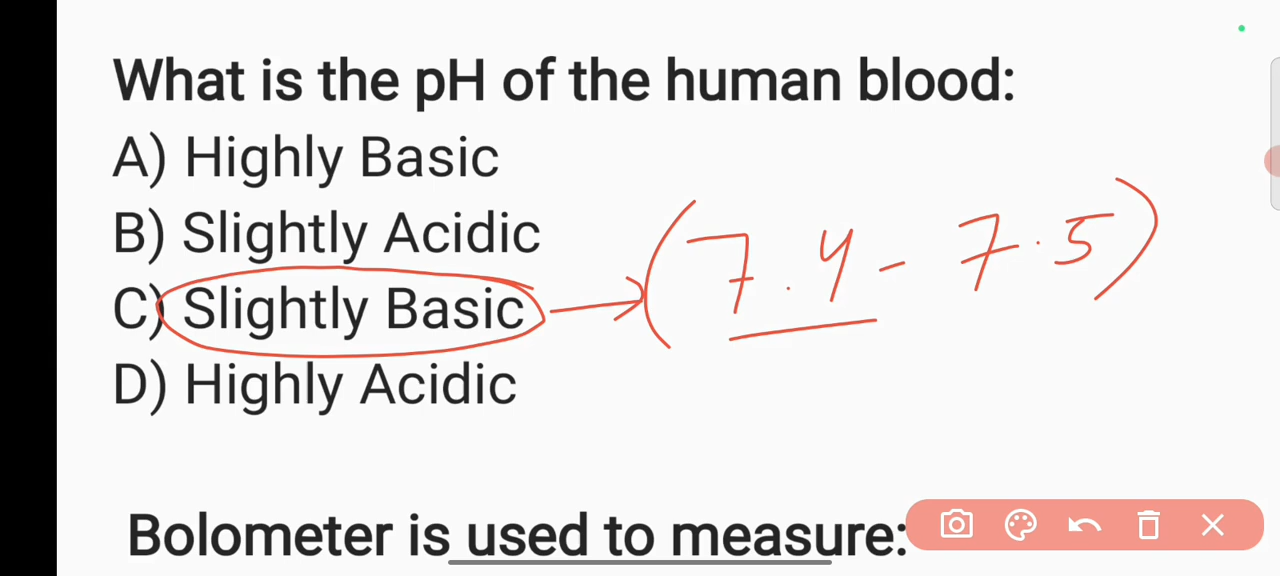 What is the pH of the human blood:
A) Highly Basic
B) Slightly Acidic
C) Slightly Basic (7.4 - 7.5)
D) Highly Acidic
Bolometer is used to measure: